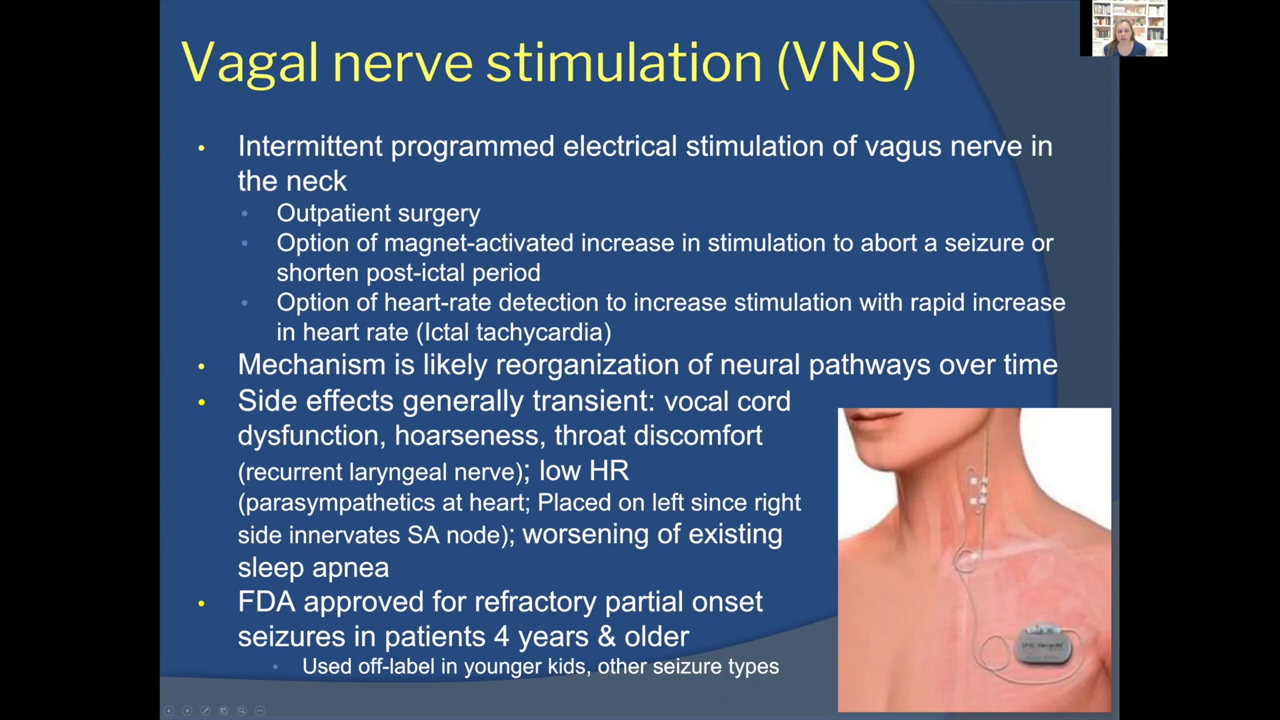 Vagal nerve stimulation (VNS)
• Intermittent programmed electrical stimulation of vagus nerve in
the neck
• Outpatient surgery
• Option of magnet-activated increase in stimulation to abort a seizure or
shorten post-ictal period
• Option of heart-rate detection to increase stimulation with rapid increase
in heart rate (Ictal tachycardia)
• Mechanism is likely reorganization of neural pathways over time
• Side effects generally transient: vocal cord
dysfunction, hoarseness, throat discomfort
(recurrent laryngeal nerve); low HR
(parasympathetics at heart; Placed on left since right
side innervates SA node); worsening of existing
sleep apnea
• FDA approved for refractory partial onset
seizures in patients 4 years & older
• Used off-label in younger kids, other seizure types